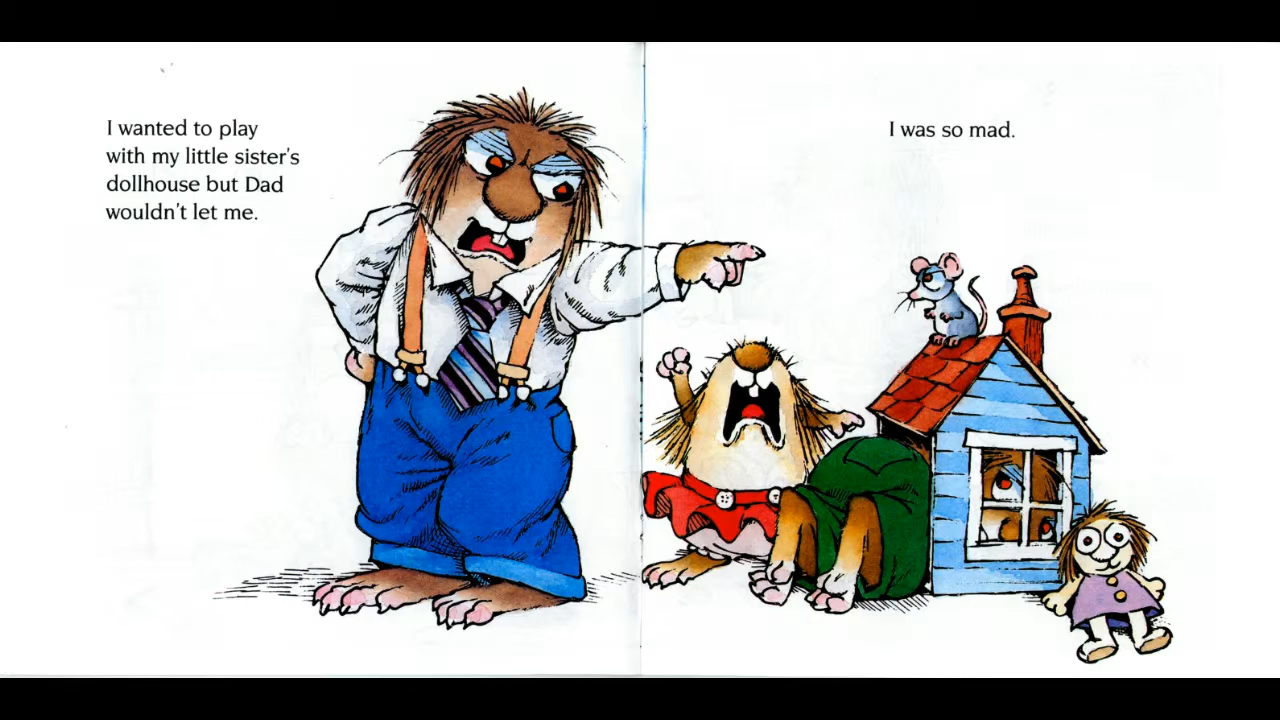 I wanted to play
with my little sister's
dollhouse but Dad
wouldn't let me.
I was so mad.